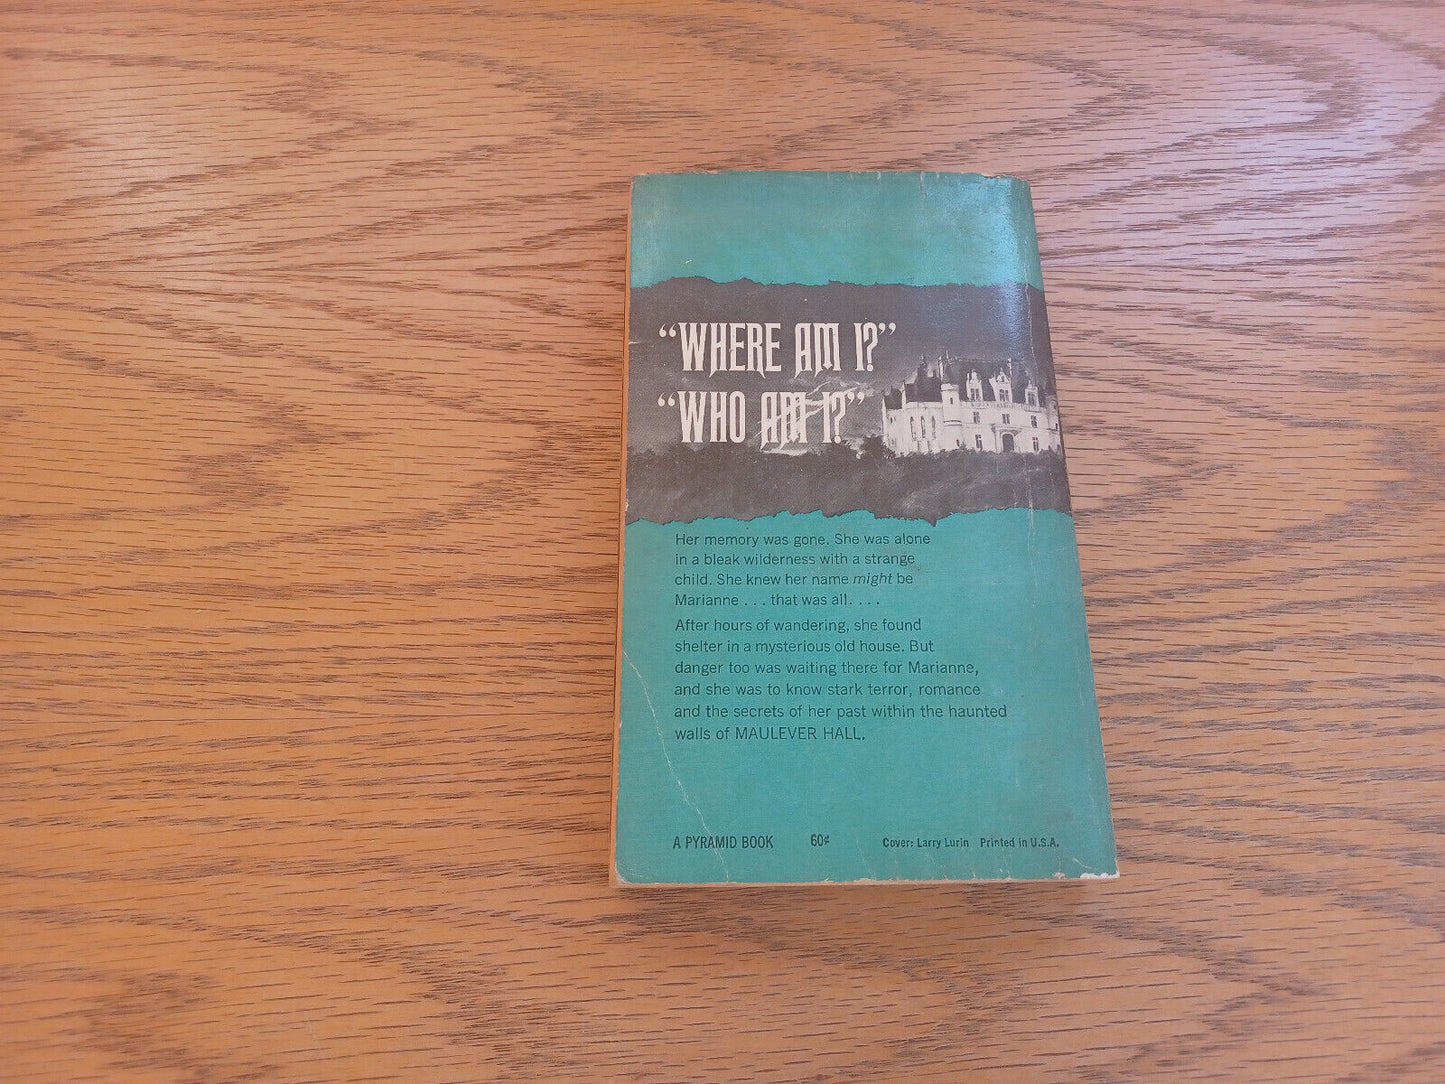 “WHERE AM I?”
“WHO AM I?”
Her memory was gone. She was alone
in a bleak wilderness with a strange
child. She knew her name might be
Marianne . . . that was all. . . .
After hours of wandering, she found
shelter in a mysterious old house. But
danger too was waiting there for Marianne,
and she was to know stark terror, romance
and the secrets of her past within the haunted
walls of MAULEVER HALL.
A PYRAMID BOOK 60¢ Cover: Larry Lurin Printed in U.S.A.